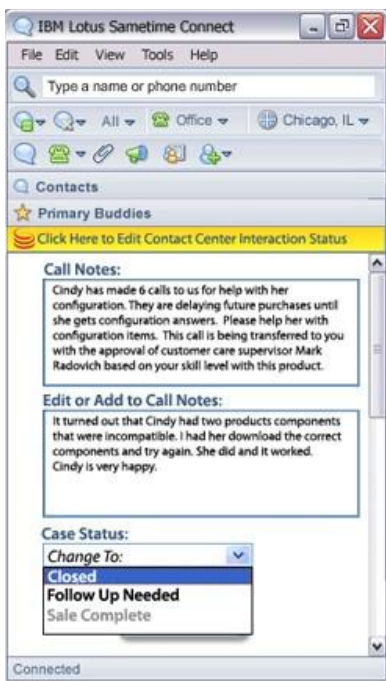 IBM Lotus Sametime Connect
File Edit View Tools Help
Type a name or phone number
All Office Chicago, IL
Contacts
Primary Buddies
Click Here to Edit Contact Center Interaction Status
Call Notes:
Cindy has made 6 calls to us for help with her
configuration. They are delaying future purchases until
she gets configuration answers. Please help her with
configuration items. This call is being transferred to you
with the approval of customer care supervisor Mark
Radovich based on your skill level with this product.
Edit or Add to Call Notes:
It turned out that Cindy had two products components
that were incompatible. I had her download the correct
components and try again. She did and it worked.
Cindy is very happy.
Case Status:
Change To:
Closed
Follow Up Needed
Sale Complete
Connected